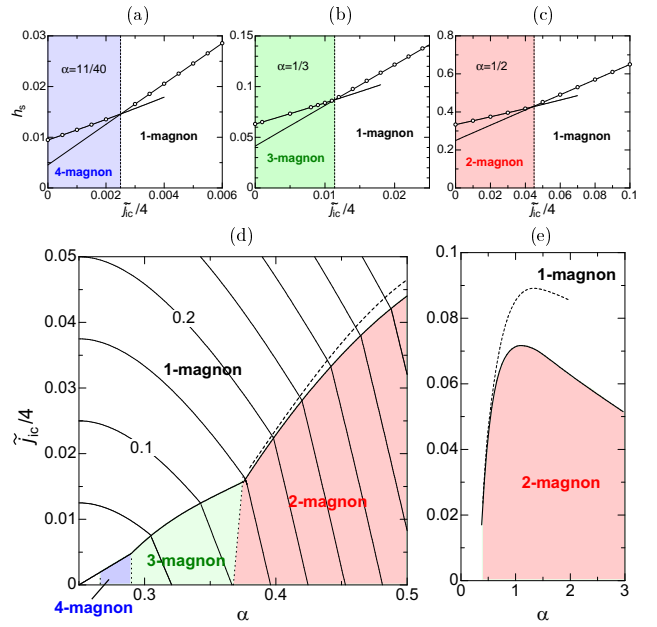 (a)
0.03
0.02
0.01
0
h_s
α=11/40
4-magnon
1-magnon
0 0.002 0.004 0.006
j̃_ic/4
(b)
0.15
0.10
0.05
0
α=1/3
3-magnon
1-magnon
0 0.01 0.02
j̃_ic/4
(c)
0.8
0.6
0.4
0.2
0
α=1/2
2-magnon
1-magnon
0 0.02 0.04 0.06 0.08 0.1
j̃_ic/4
(d)
0.05
0.04
0.03
0.02
0.01
0
j̃_ic/4
0.2
1-magnon
0.1
2-magnon
3-magnon
4-magnon
0.3 0.4 0.5
α
(e)
0.1
0.08
0.06
0.04
0.02
0
1-magnon
2-magnon
0 1 2 3
α